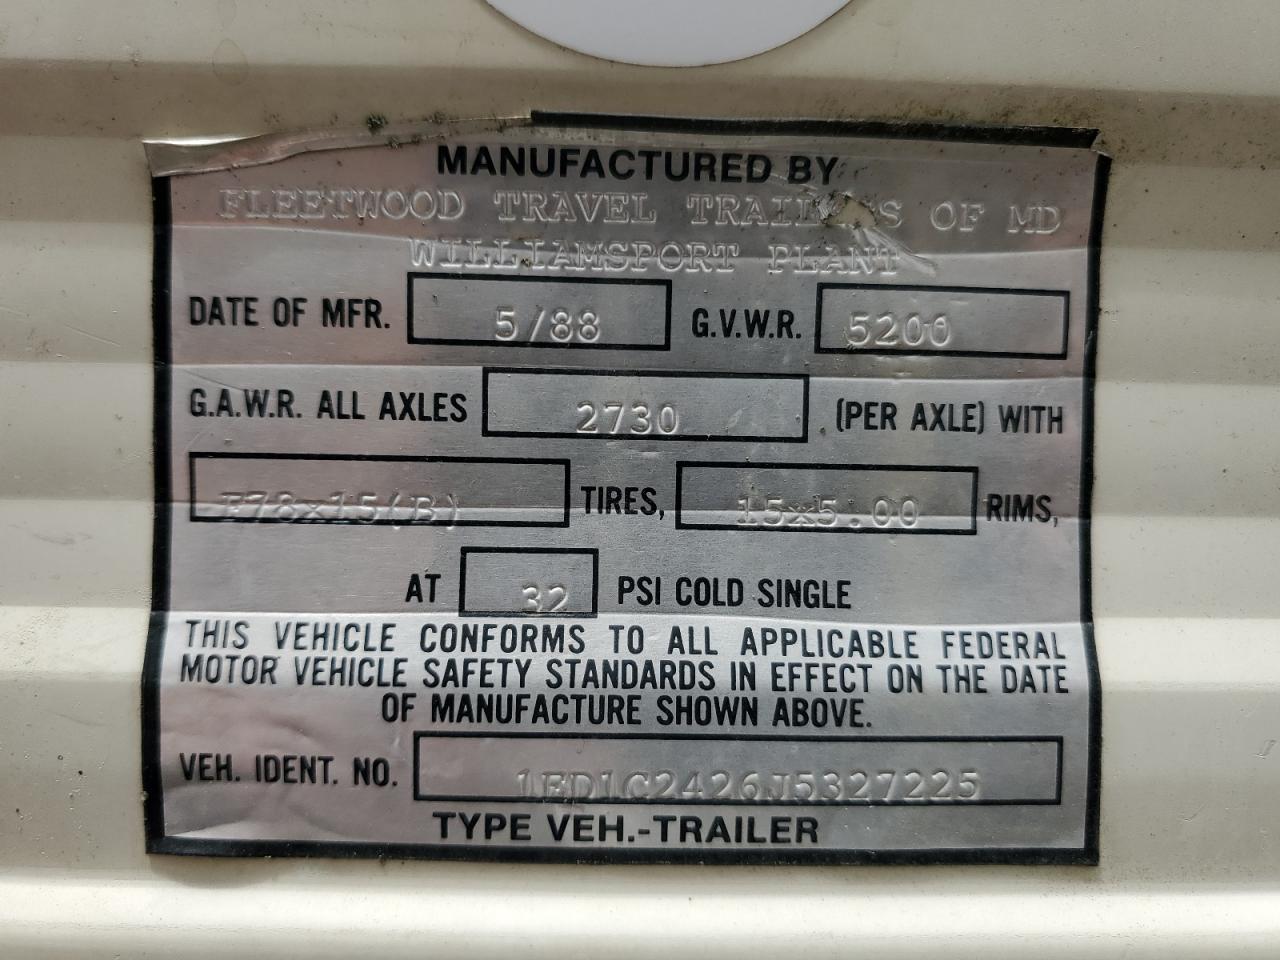 MANUFACTURED BY
FLEETWOOD TRAVEL TRAILERS OF MD
WILLIAMSPORT PLANT
DATE OF MFR. 5/88 G.V.W.R. 5200
G.A.W.R. ALL AXLES 2730 (PER AXLE) WITH
F78x15(B) TIRES, 15x5.00 RIMS,
AT 32 PSI COLD SINGLE
THIS VEHICLE CONFORMS TO ALL APPLICABLE FEDERAL
MOTOR VEHICLE SAFETY STANDARDS IN EFFECT ON THE DATE
OF MANUFACTURE SHOWN ABOVE.
VEH. IDENT. NO. 1ED1C2426J5327225
TYPE VEH.-TRAILER